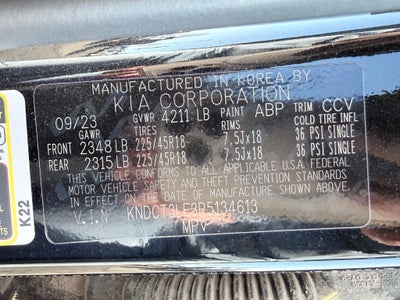 MANUFACTURED IN KOREA BY
KIA CORPORATION
09/23 GVWR 4211 LB PAINT ABP TRIM CCV
GAWR TIRES RIMS COLD TIRE INFL
FRONT 2348 LB 225/45R18 7.5JX18 36 PSI SINGLE
REAR 2315 LB 225/45R18 7.5JX18 36 PSI SINGLE
THIS VEHICLE CONFORMS TO ALL APPLICABLE U.S.A FEDERAL
MOTOR VEHICLE SAFETY AND THEFT PREVENTION STANDARDS
IN EFFECT ON THE DATE OF MANUFACTURE SHOWN ABOVE.
V.I.N KNDCT3LE3R5134613
MPV
K22